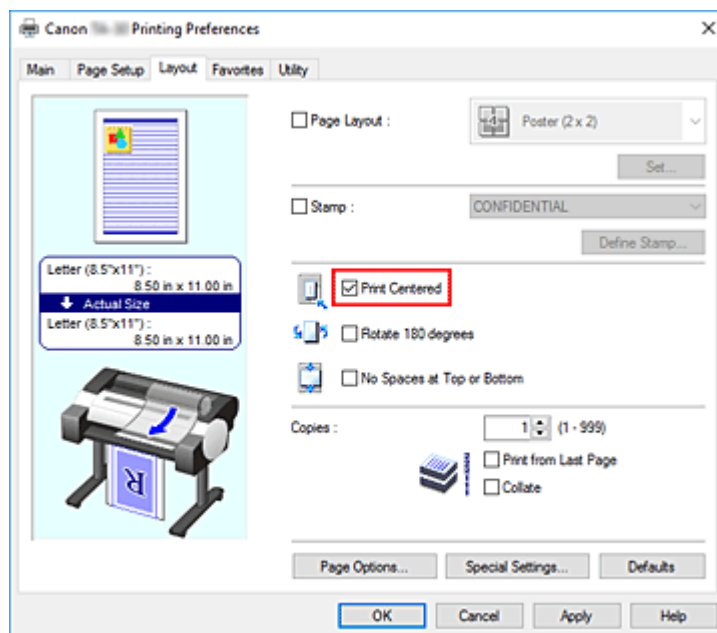 Canon Printing Preferences
Main Page Setup Layout Favorites Utility
Page Layout :
Poster (2 x 2)
Set...
Stamp :
CONFIDENTIAL
Define Stamp...
Letter (8.5"x11") :
8.50 in x 11.00 in
Actual Size
Letter (8.5"x11") :
8.50 in x 11.00 in
Print Centered
Rotate 180 degrees
No Spaces at Top or Bottom
Copies :
1 (1 - 999)
Print from Last Page
Collate
R
Page Options... Special Settings... Defaults
OK Cancel Apply Help